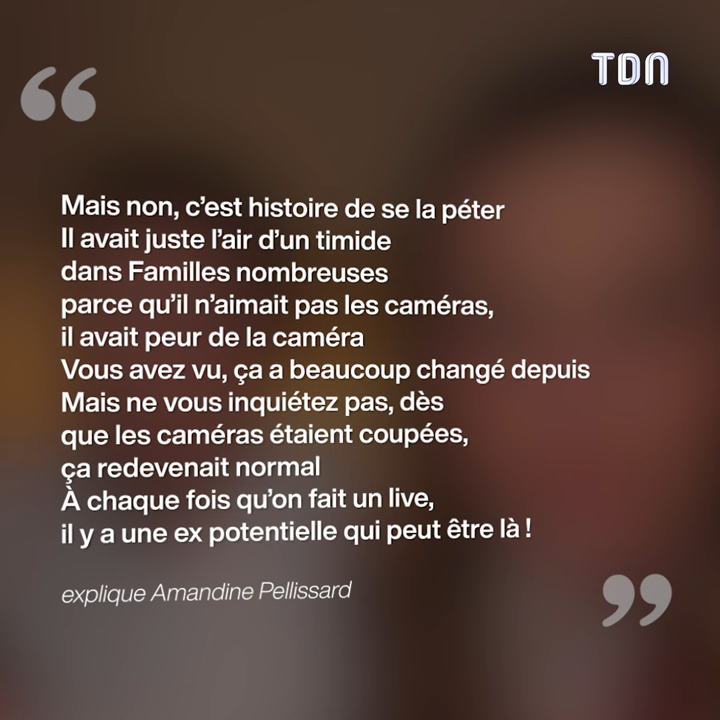 TDN
“
Mais non, c’est histoire de se la péter
Il avait juste l’air d’un timide
dans Familles nombreuses
parce qu’il n’aimait pas les caméras,
il avait peur de la caméra
Vous avez vu, ça a beaucoup changé depuis
Mais ne vous inquiétez pas, dès
que les caméras étaient coupées,
ça redevenait normal
À chaque fois qu’on fait un live,
il y a une ex potentielle qui peut être là !
explique Amandine Pellissard
”